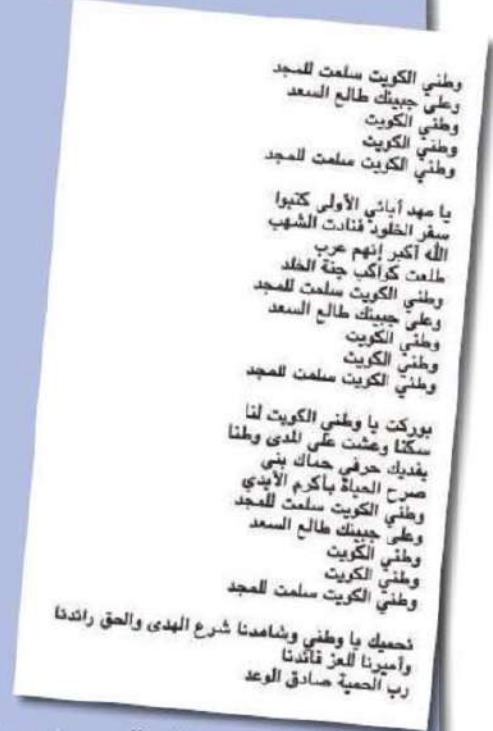 وطني الكويت سلمت للمجد
وعلى جبينك طالع السعد
وطني الكويت
وطني الكويت
وطني الكويت سلمت للمجد
يا مهد أبائي الأولى كتبوا
سفر الخلود فنادت الشهب
الله أكبر إنهم عرب
طلعت كواكب جنة الخلد
وطني الكويت سلمت للمجد
وعلى جبينك طالع السعد
وطني الكويت
وطني الكويت
وطني الكويت سلمت للمجد
بوركت يا وطني الكويت لنا
سكنا وعشت على المدى وطنا
يفديك حرفي حماك بني
صرح الحياة بأكرم الأيدي
وطني الكويت سلمت للمجد
وعلى جبينك طالع السعد
وطني الكويت
وطني الكويت
وطني الكويت سلمت للمجد
نحميك يا وطني وشاهدنا شرع الهدى والحق رائدنا
وأميرنا للعز قائدنا
رب الحمية صادق الوعد